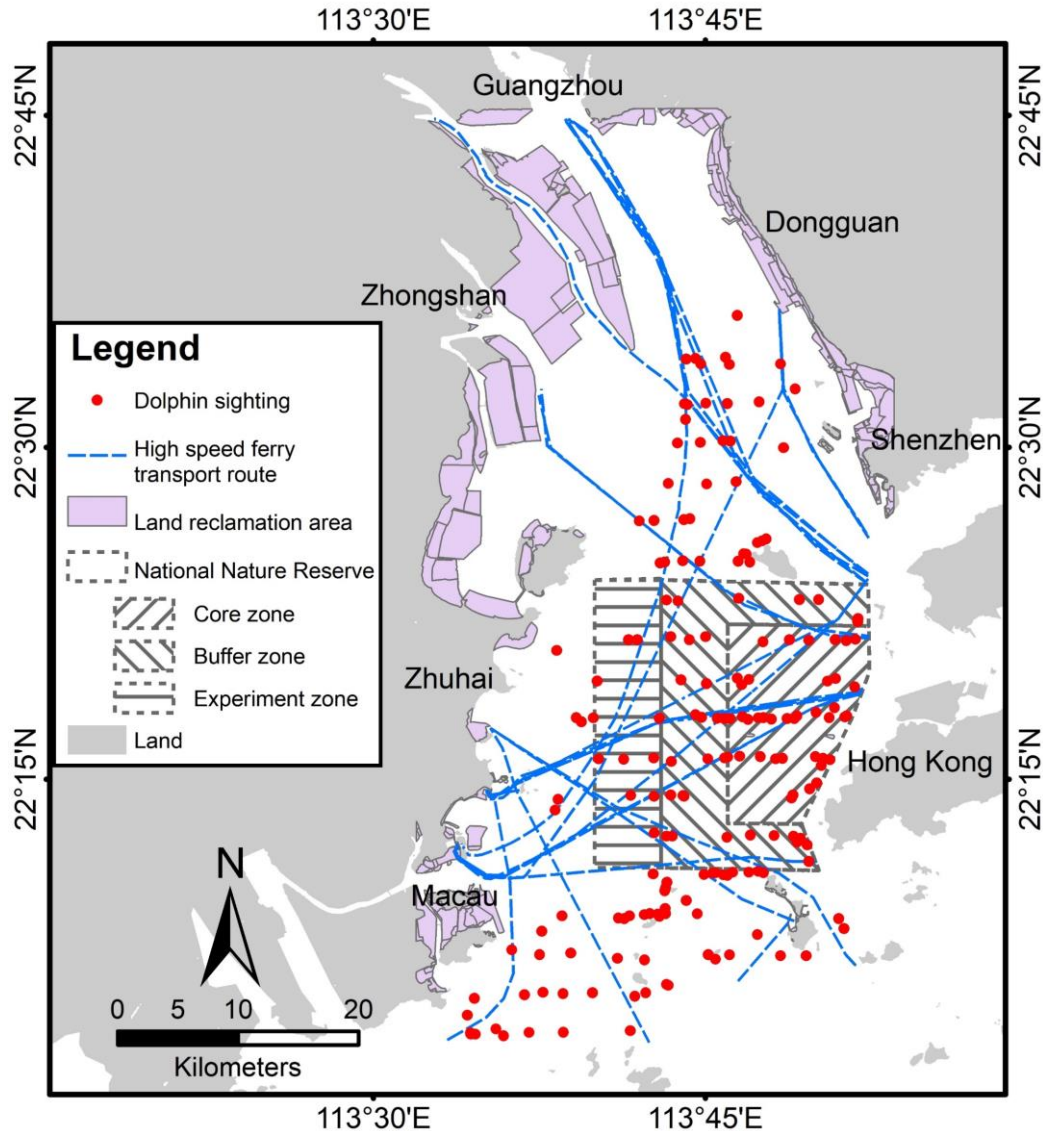 113°30'E 113°45'E
Guangzhou
22°45'N 22°45'N
Dongguan
Zhongshan
Legend
Dolphin sighting
High speed ferry
transport route
Land reclamation area
National Nature Reserve
Core zone
Buffer zone
Experiment zone
Land
22°30'N 22°30'N
Shenzhen
Zhuhai
Hong Kong
22°15'N 22°15'N
Macau
N
0 5 10 20
Kilometers
113°30'E 113°45'E